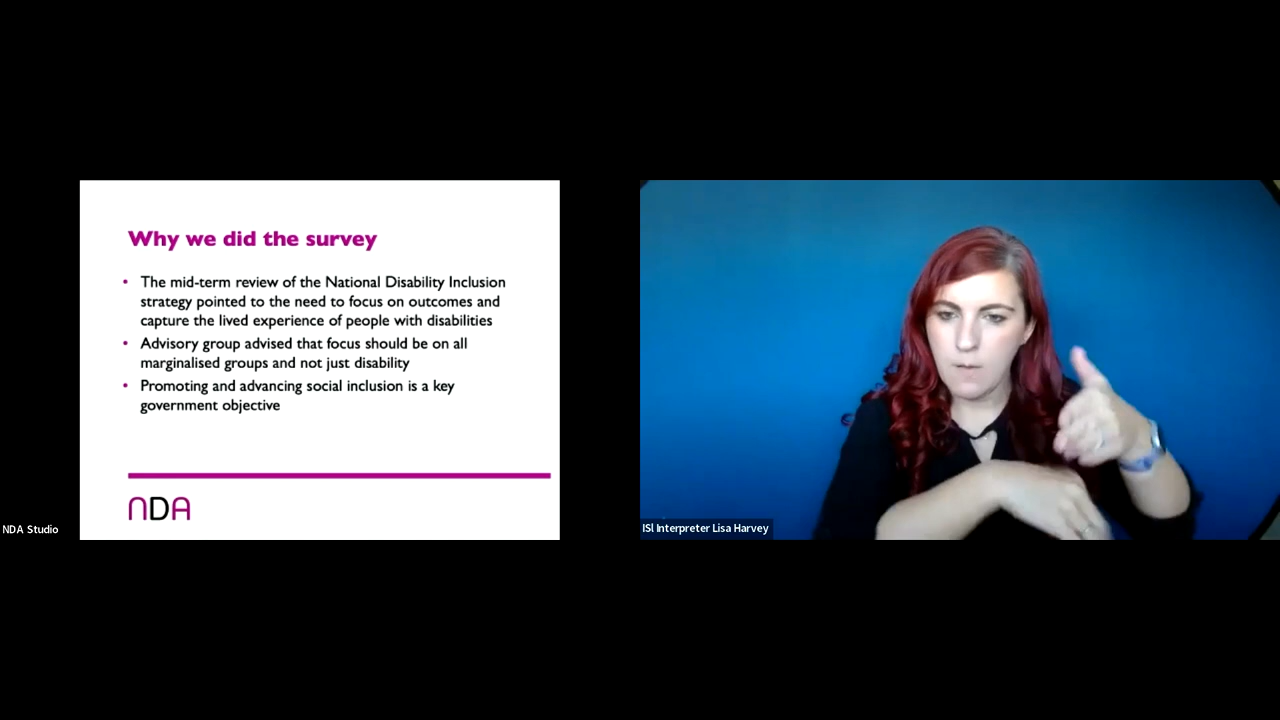 Why we did the survey
• The mid-term review of the National Disability Inclusion
strategy pointed to the need to focus on outcomes and
capture the lived experience of people with disabilities
• Advisory group advised that focus should be on all
marginalised groups and not just disability
• Promoting and advancing social inclusion is a key
government objective
NDA
NDA Studio
ISl Interpreter Lisa Harvey